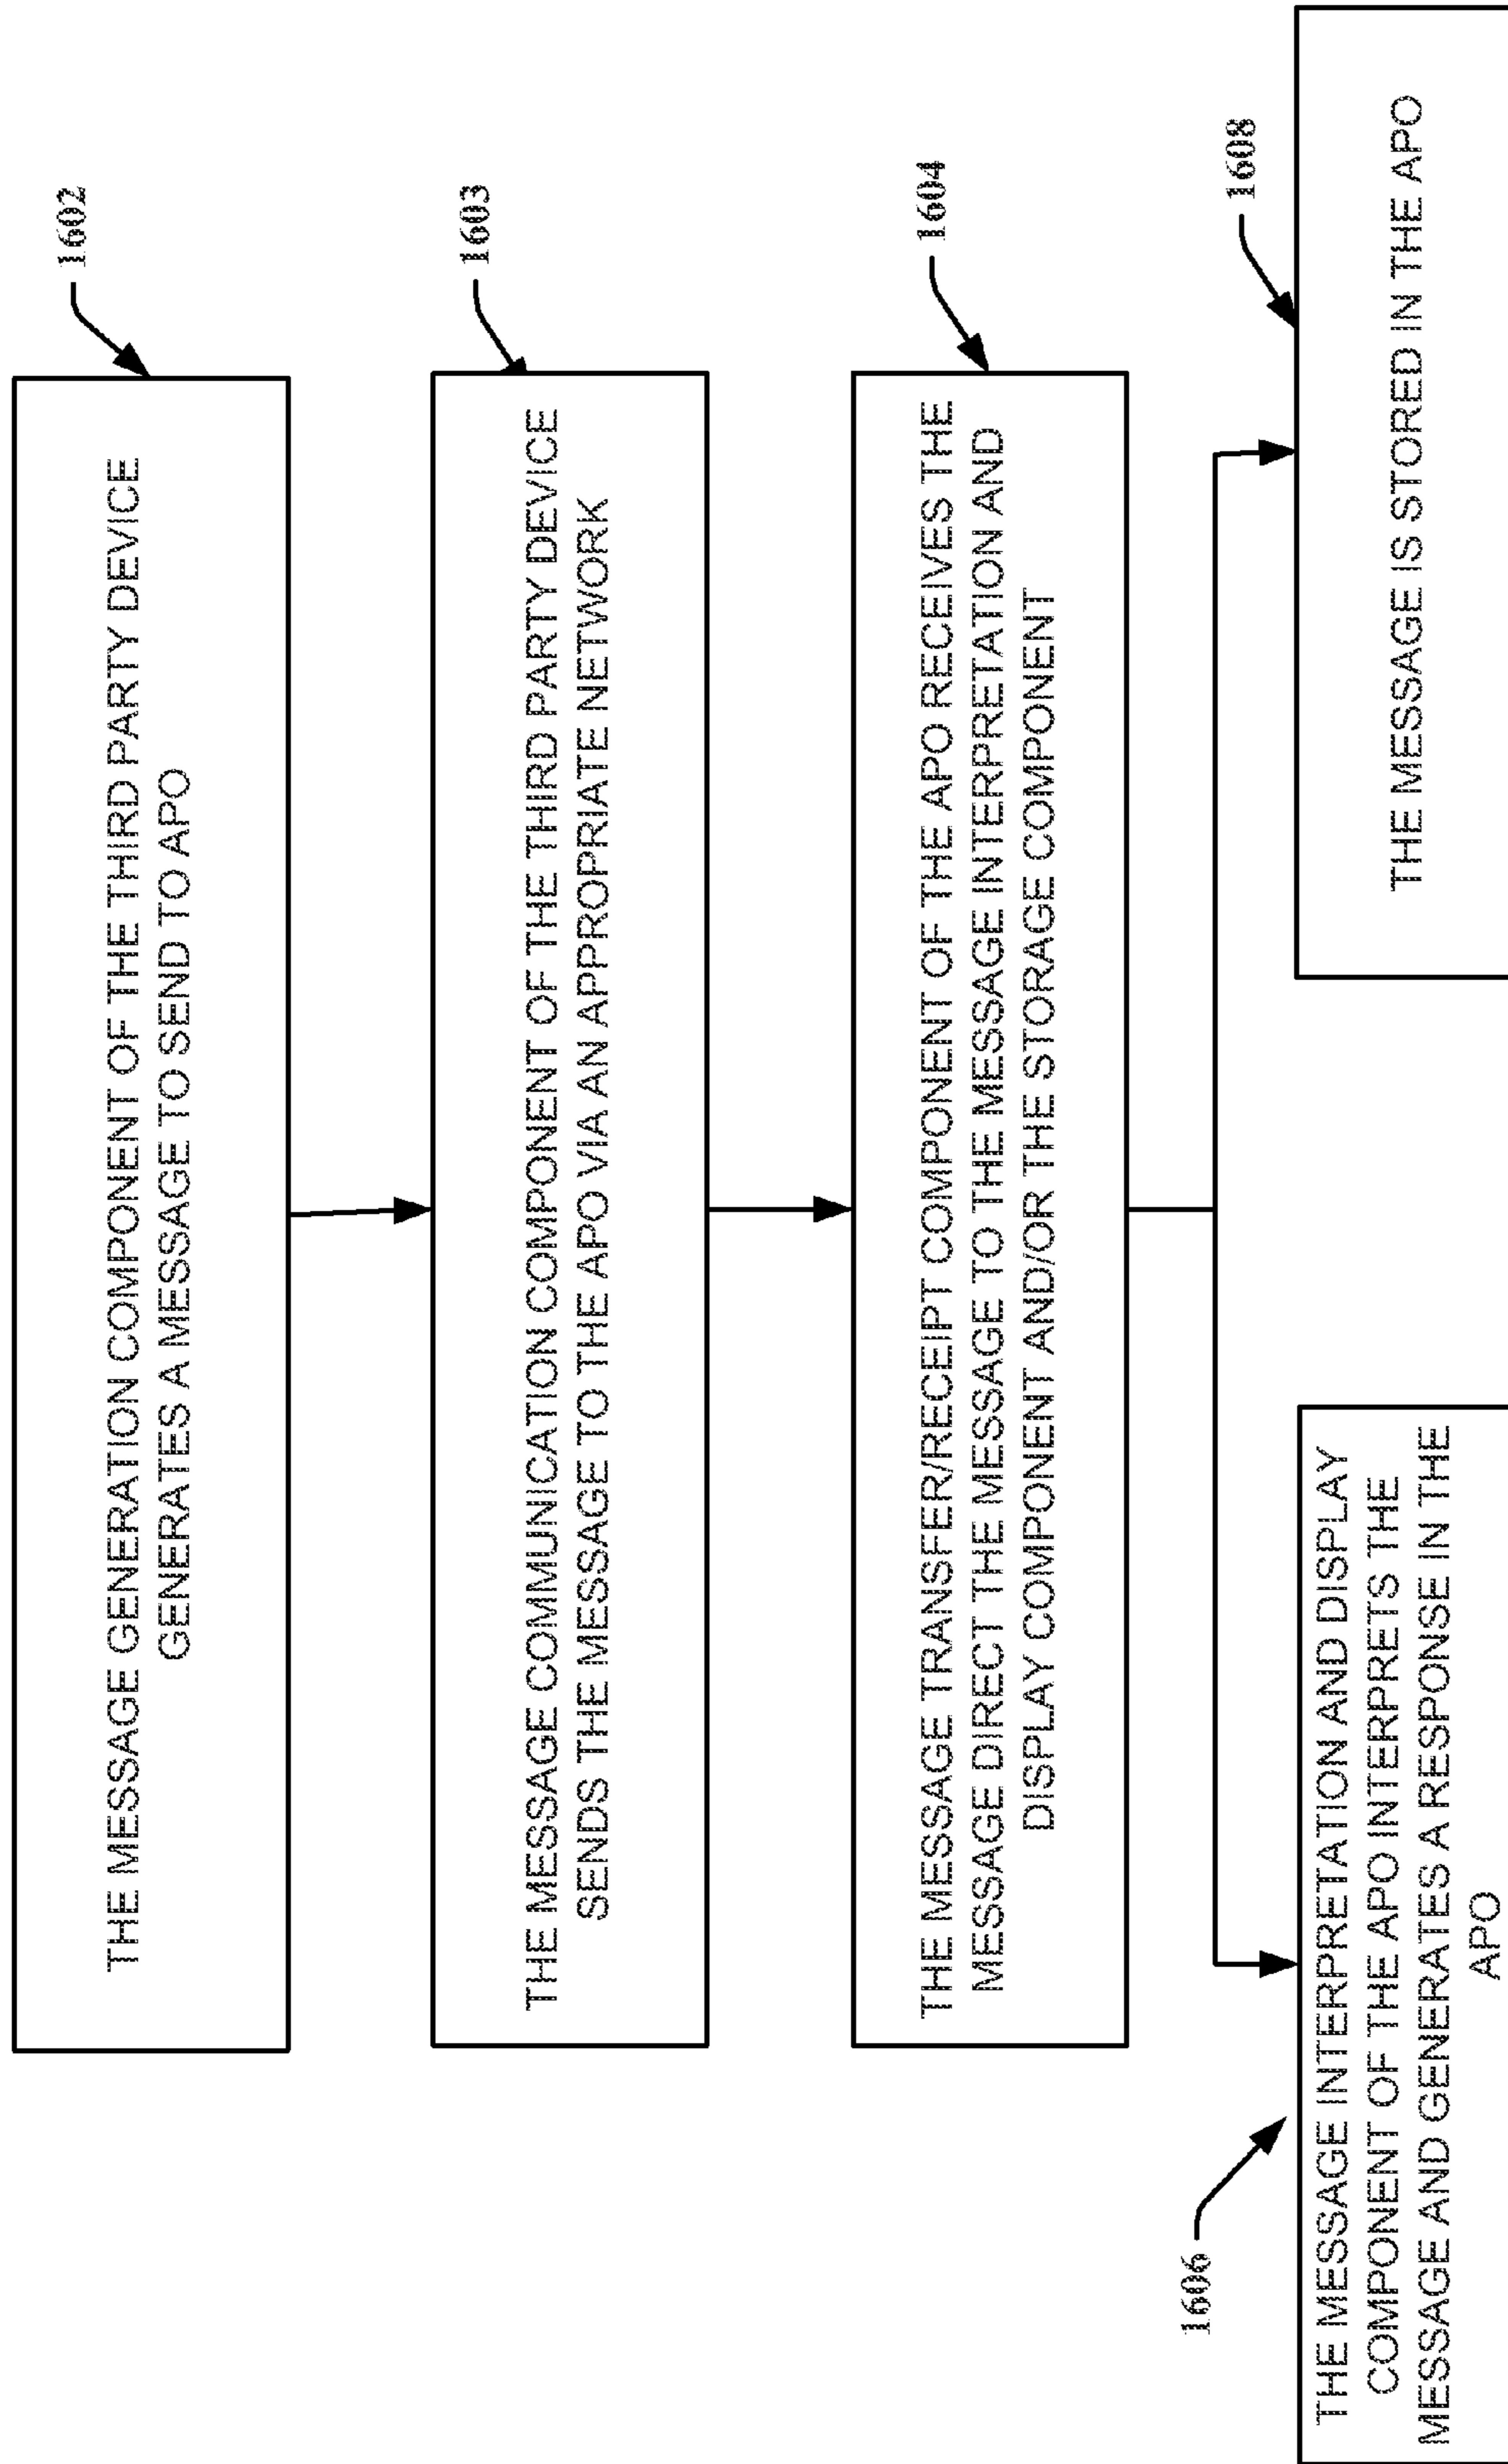 1602
THE MESSAGE GENERATION COMPONENT OF THE THIRD PARTY DEVICE
GENERATES A MESSAGE TO SEND TO APO
1603
THE MESSAGE COMMUNICATION COMPONENT OF THE THIRD PARTY DEVICE
SENDS THE MESSAGE TO THE APO VIA AN APPROPRIATE NETWORK
1604
THE MESSAGE TRANSFER/RECEIPT COMPONENT OF THE APO RECEIVES THE
MESSAGE DIRECT THE MESSAGE TO THE MESSAGE INTERPRETATION AND
DISPLAY COMPONENT AND/OR THE STORAGE COMPONENT
1606
THE MESSAGE INTERPRETATION AND DISPLAY
COMPONENT OF THE APO INTERPRETS THE
MESSAGE AND GENERATES A RESPONSE IN THE
APO
1608
THE MESSAGE IS STORED IN THE APO